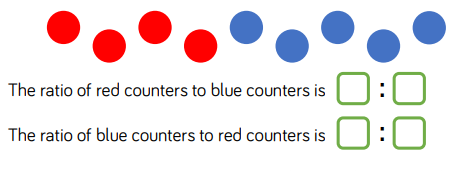 The ratio of red counters to blue counters is :
The ratio of blue counters to red counters is :